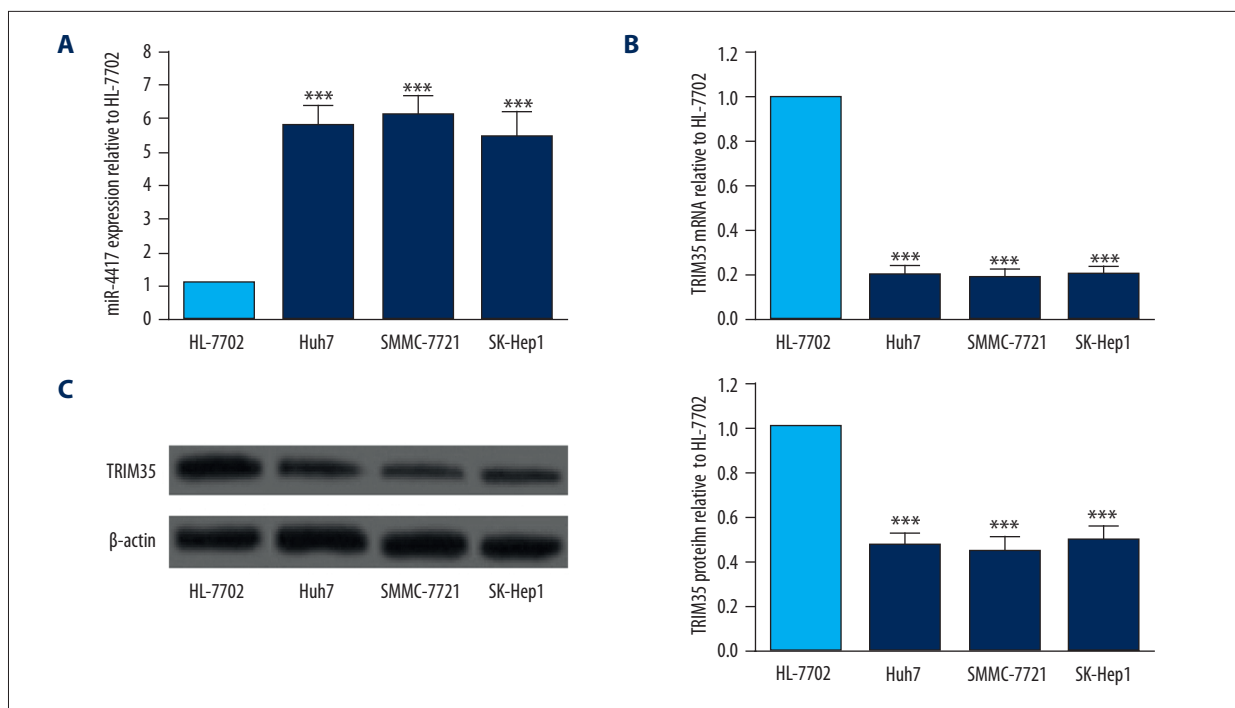 A
miR-4417 expression relative to HL-7702
8
7
6
5
4
3
2
1
0
***
***
***
HL-7702 Huh7 SMMC-7721 SK-Hep1
B
TRIM35 mRNA relative to HL-7702
1.2
1.0
0.8
0.6
0.4
0.2
0.0
***
***
***
HL-7702 Huh7 SMMC-7721 SK-Hep1
C
TRIM35
β-actin
HL-7702 Huh7 SMMC-7721 SK-Hep1
TRIM35 proteihn relative to HL-7702
1.2
1.0
0.8
0.6
0.4
0.2
0.0
***
***
***
HL-7702 Huh7 SMMC-7721 SK-Hep1